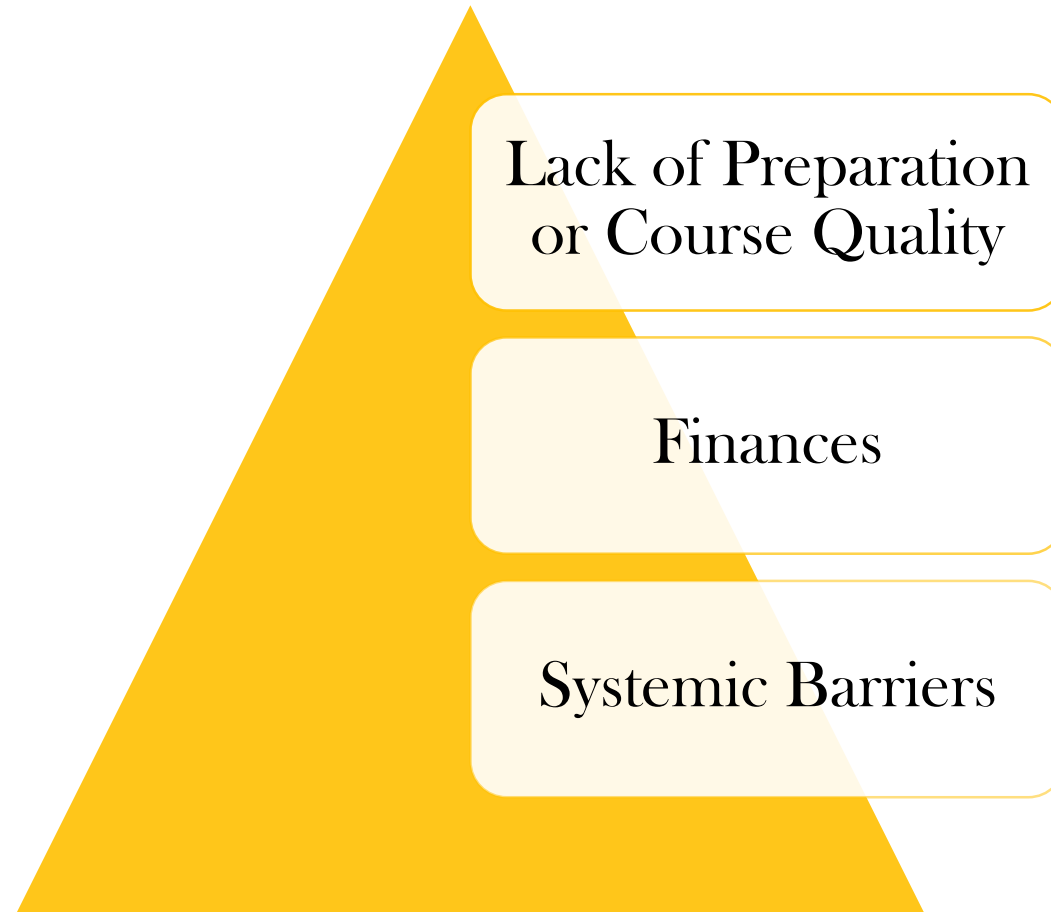 Lack of Preparation
or Course Quality
Finances
Systemic Barriers